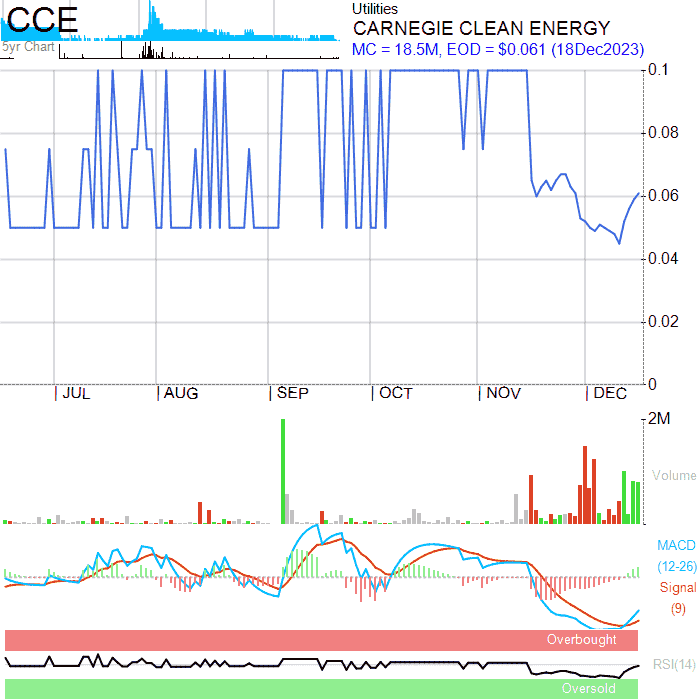 CCE
5yr Chart
Utilities
CARNEGIE CLEAN ENERGY
MC = 18.5M, EOD = $0.061 (18Dec2023)
0.1
0.08
0.06
0.04
0.02
0
JUL AUG SEP OCT NOV DEC
2M
Volume
MACD
(12-26)
Signal
(9)
Overbought
RSI(14)
Oversold